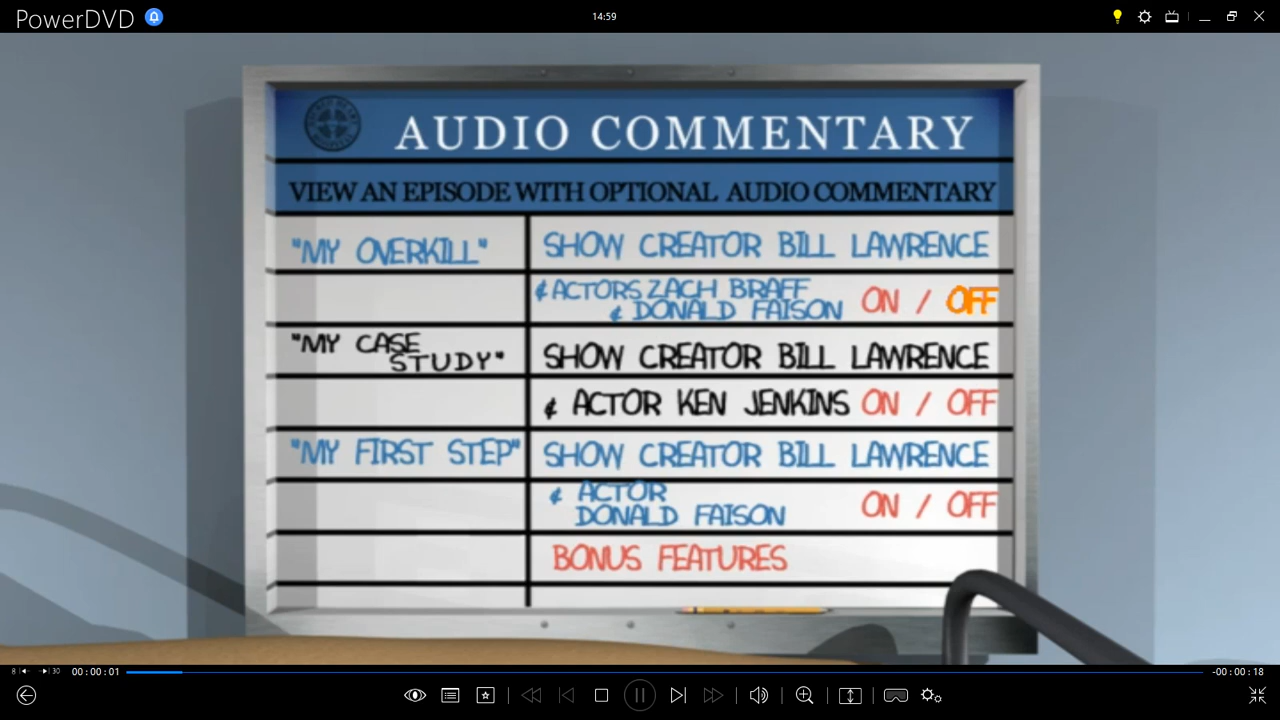 PowerDVD
14:59
AUDIO COMMENTARY
VIEW AN EPISODE WITH OPTIONAL AUDIO COMMENTARY
"MY OVERKILL" SHOW CREATOR BILL LAWRENCE
& ACTORS ZACH BRAFF
& DONALD FAISON ON / OFF
"MY CASE
STUDY" SHOW CREATOR BILL LAWRENCE
& ACTOR KEN JENKINS ON / OFF
"MY FIRST STEP" SHOW CREATOR BILL LAWRENCE
& ACTOR
DONALD FAISON ON / OFF
BONUS FEATURES
8 30 00:00:01 -00:00:18